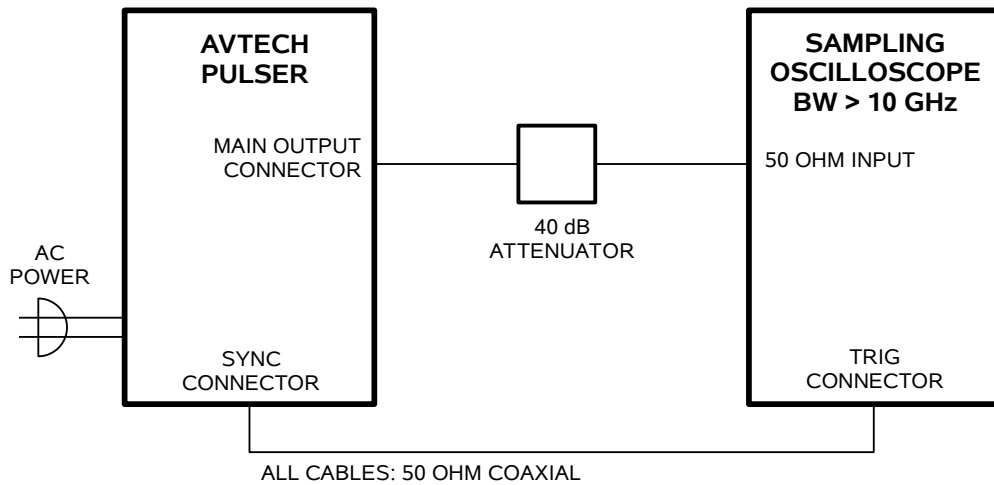 AVTECH
PULSER
MAIN OUTPUT
CONNECTOR
SYNC
CONNECTOR
AC
POWER
40 dB
ATTENUATOR
SAMPLING
OSCILLOSCOPE
BW > 10 GHz
50 OHM INPUT
TRIG
CONNECTOR
ALL CABLES: 50 OHM COAXIAL